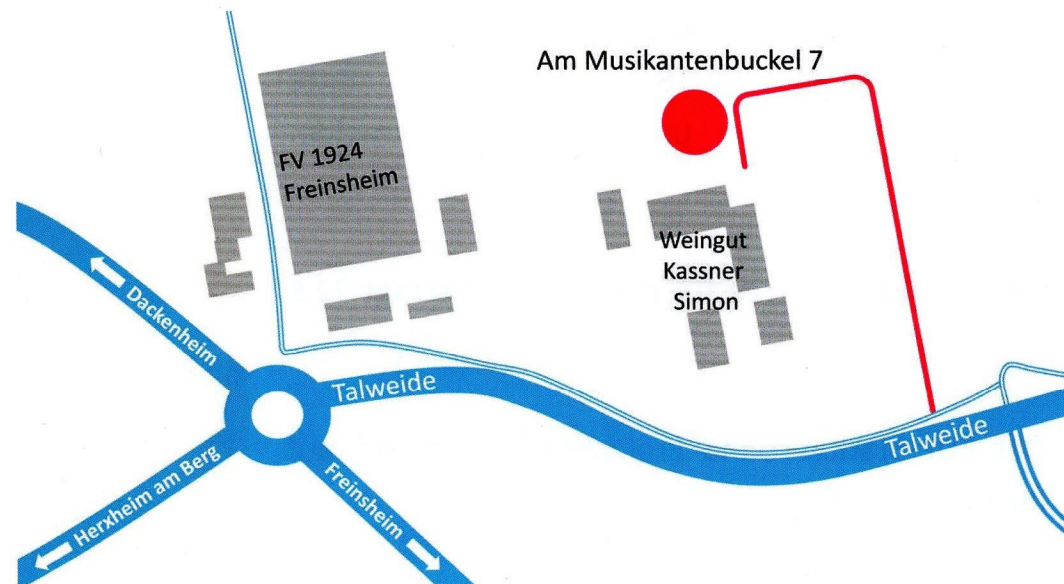 Am Musikantenbuckel 7
FV 1924
Freinsheim
Weingut
Kassner
Simon
Dackenheim
Talweide
Herxheim am Berg
Freinsheim
Talweide